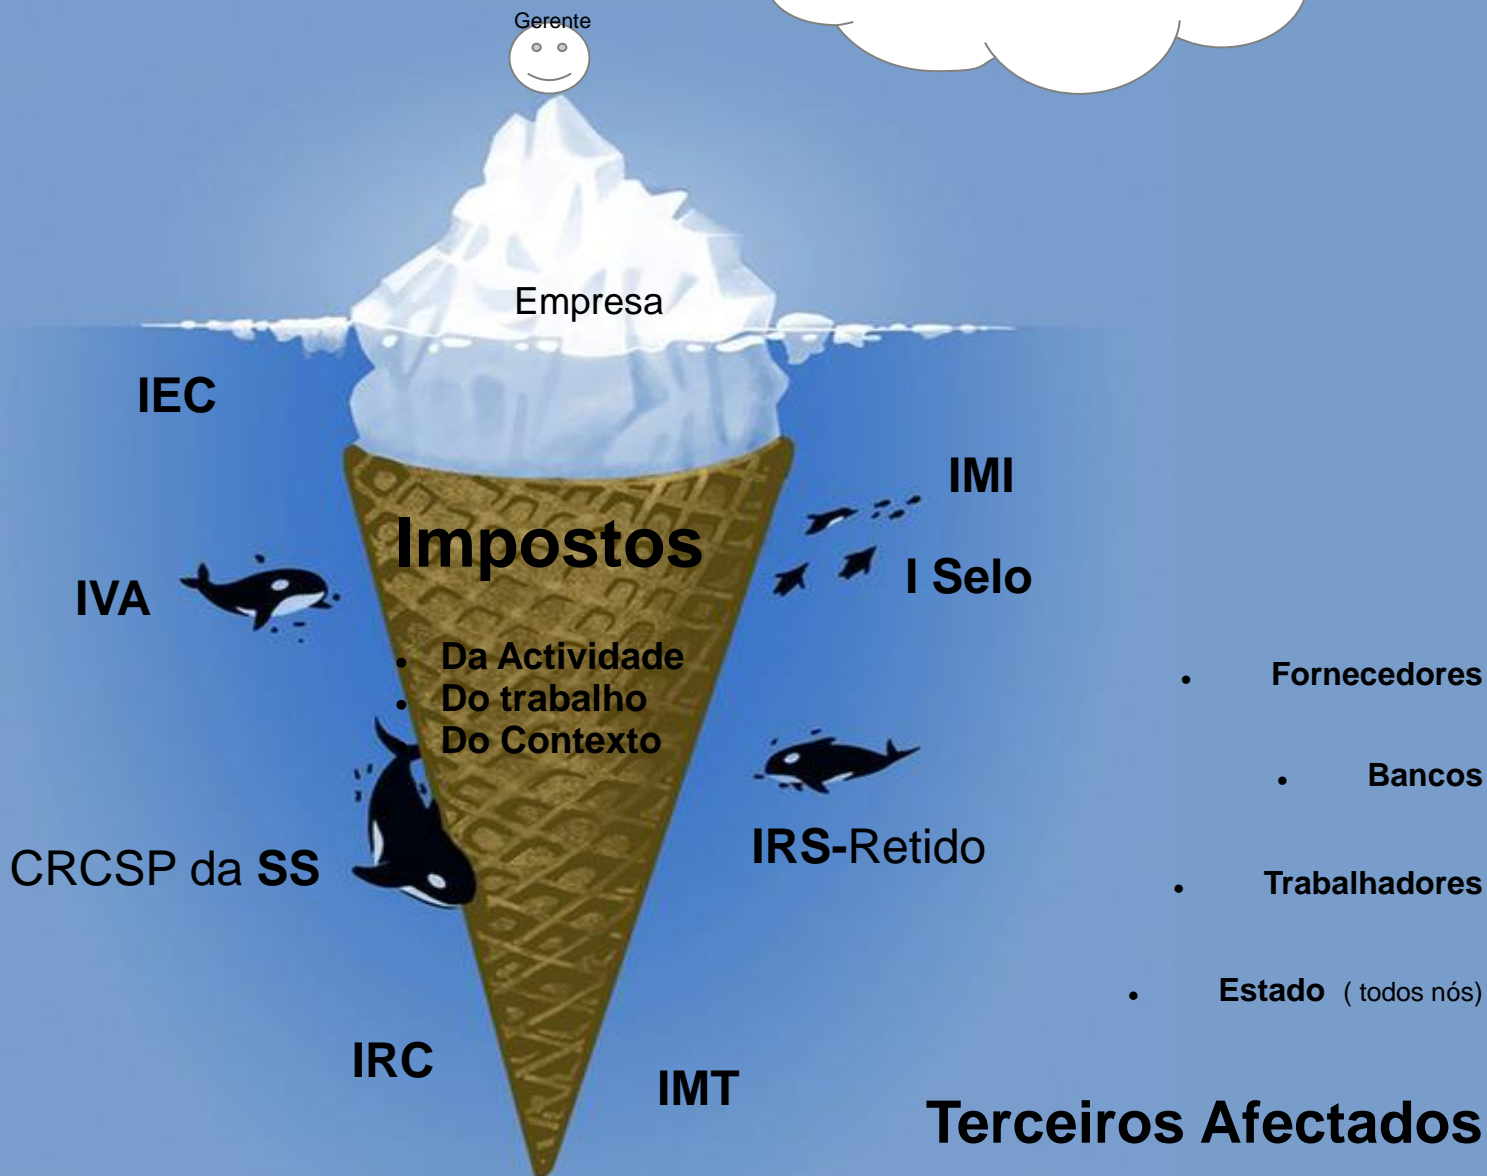 Gerente
Empresa
IEC
IMI
Impostos
I Selo
IVA
• Da Actividade
• Do trabalho
Do Contexto
• Fornecedores
• Bancos
IRS-Retido
CRCSP da SS
• Trabalhadores
• Estado ( todos nós)
IRC
IMT
Terceiros Afectados